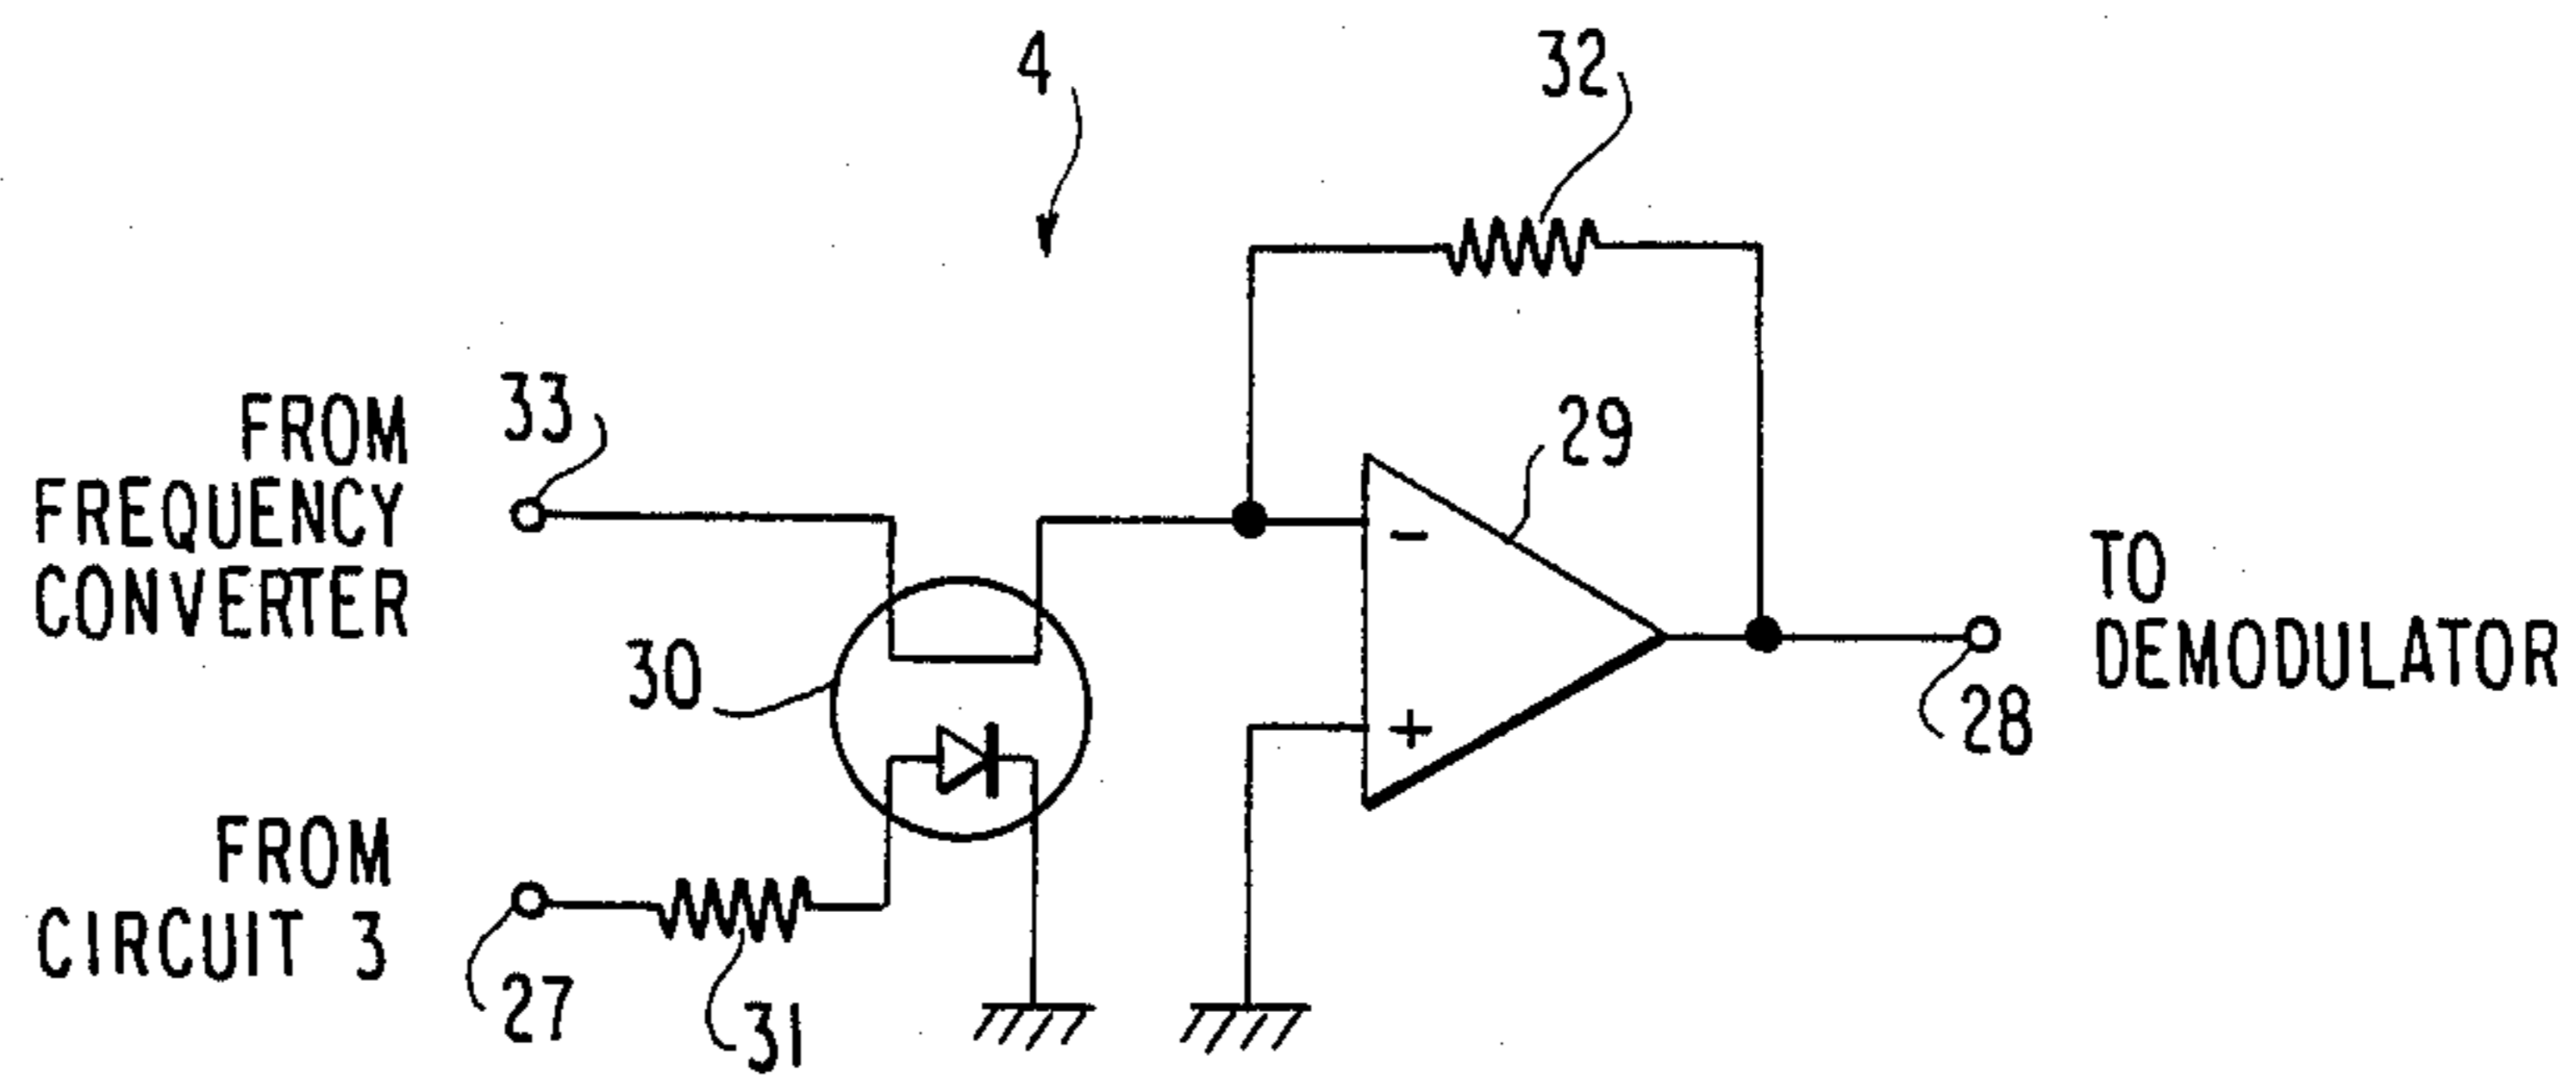 4
32
FROM
FREQUENCY
CONVERTER
33
29
-
+
30
TO
DEMODULATOR
28
FROM
CIRCUIT 3
27
31